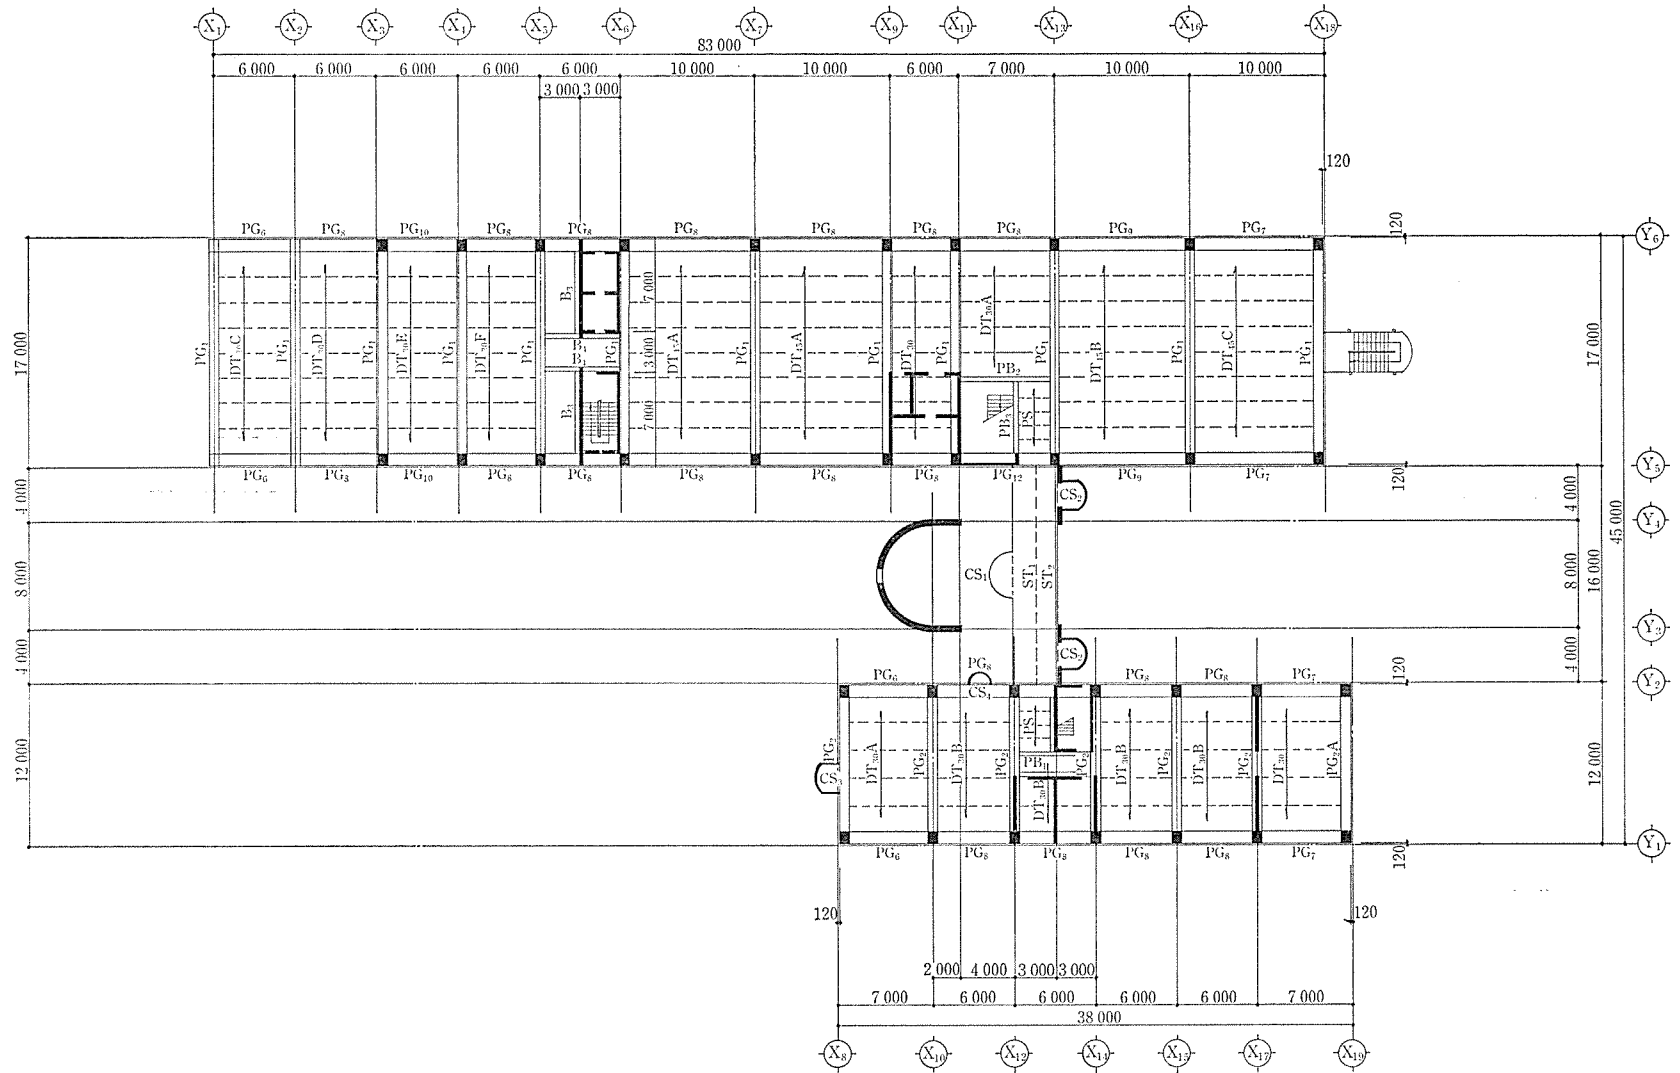 X₁ X₂ X₃ X₄ X₅ X₆ X₇ X₉ X₁₁ X₁₃ X₁₆ X₁₈
83 000
6 000 6 000 6 000 6 000 6 000 10 000 10 000 6 000 7 000 10 000 10 000
3 000 3 000
120
120
PG₆ PG₈ PG₁₀ PG₈ PG₈ PG₈ PG₈ PG₈ PG₈ PG₉ PG₇
Y₆
B₃ 7 000 DT₃₀A
17 000 PG₁ DT₃₀C PG₁ DT₃₀D PG₁ DT₃₀E PG₁ DT₃₀F PG₁ B₁ B₁ PG₁ 3 000 DT₄₅A DT₄₅A PG₁ DT₃₀ PG₁ PG₁ DT₄₅B PG₁ DT₄₅C PG₁ 17 000
PB₂
B₃ 7 000 PB₃ PS
PG₆ PG₈ PG₁₀ PG₈ PG₈ PG₈ PG₈ PG₈ PG₁₂ PG₉ PG₇
120
Y₅
4 000 CS₂ 4 000
Y₄
45 000
8 000 CS₁ ST₁ ST₂ 8 000 16 000
Y₃
4 000 CS₂ 4 000
PG₆ PG₈ PG₈ PG₈ PG₇
120
Y₂
CS₄
PS
12 000 PG₂ CS₃ DT₃₀A PG₂ DT₃₀B PG₂ PB₁ PG₂ DT₃₀B PG₂ DT₃₀B PG₂ DT₃₀ PG₂A 12 000
DT₃₀B
PG₆ PG₈ PG₈ PG₈ PG₈ PG₇
120
Y₁
120 120
2 000 4 000 3 000 3 000
7 000 6 000 6 000 6 000 6 000 7 000
38 000
X₈ X₁₀ X₁₂ X₁₄ X₁₅ X₁₇ X₁₉